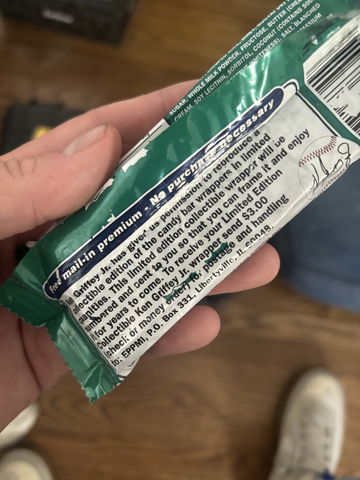 SUGAR, WHOLE MILK POWDER, FRUCTOSE, BUTTER
CREAM, SOY LECITHIN, SORBITOL, COCONUT, CONTAINS
SALT, BLANCHED
Free mail-in premium • No purchase necessary
Griffey Jr. has given us permission to reproduce a
collectible edition of the candy bar wrappers in limited
quantities. This limited edition collectible wrapper will be
numbered and sent to you so that you can frame it and enjoy
for years to come. To receive your Limited Edition
Collectible Ken Griffey Jr. wrapper, send $3.00
(check or money order) for postage and handling
to: EPPMI, P.O. Box 331, Libertyville, IL 60048.